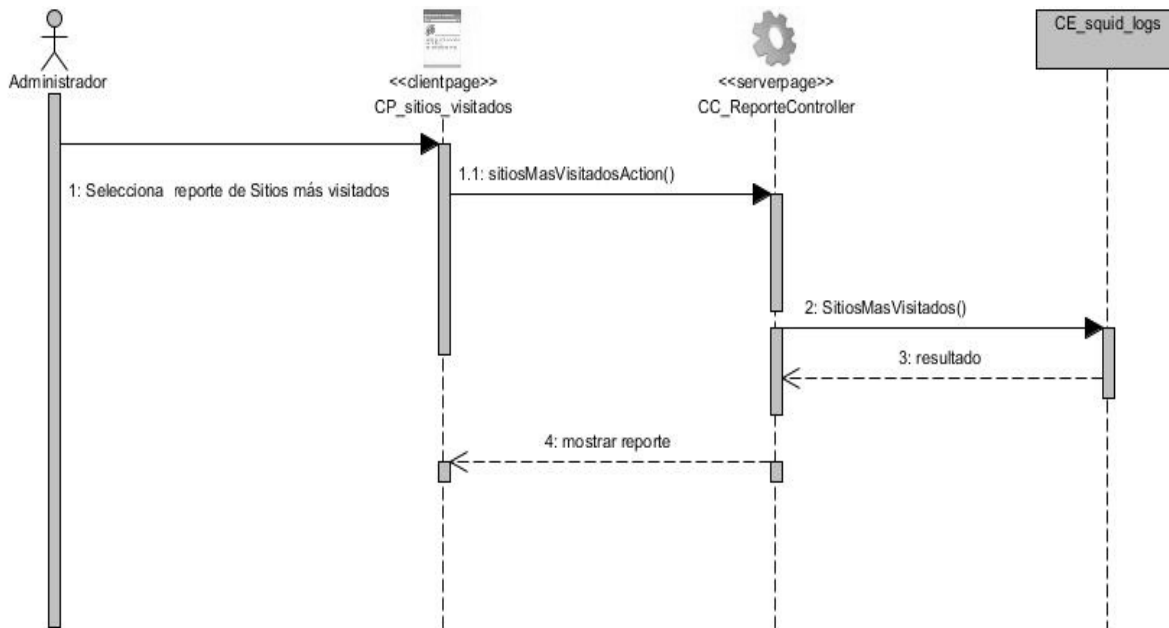 CE_squid_logs
Administrador
<<clientpage>>
CP_sitios_visitados
<<serverpage>>
CC_ReporteController
1: Selecciona reporte de Sitios más visitados
1.1: sitiosMasVisitadosAction()
2: SitiosMasVisitados()
3: resultado
4: mostrar reporte